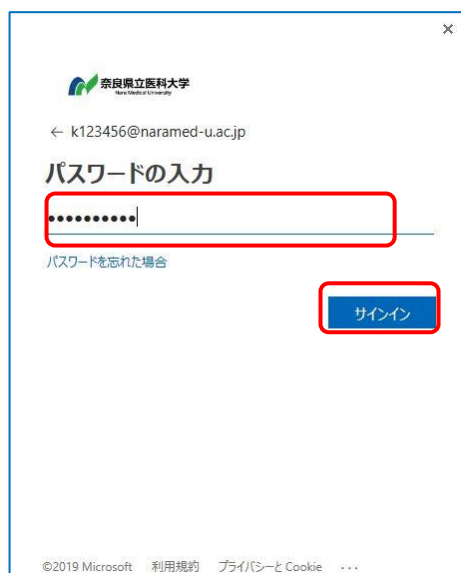 ×
奈良県立医科大学
Nara Medical University
← k123456@naramed-u.ac.jp
パスワードの入力
••••••••••
パスワードを忘れた場合
サインイン
©2019 Microsoft 利用規約 プライバシーと Cookie ···